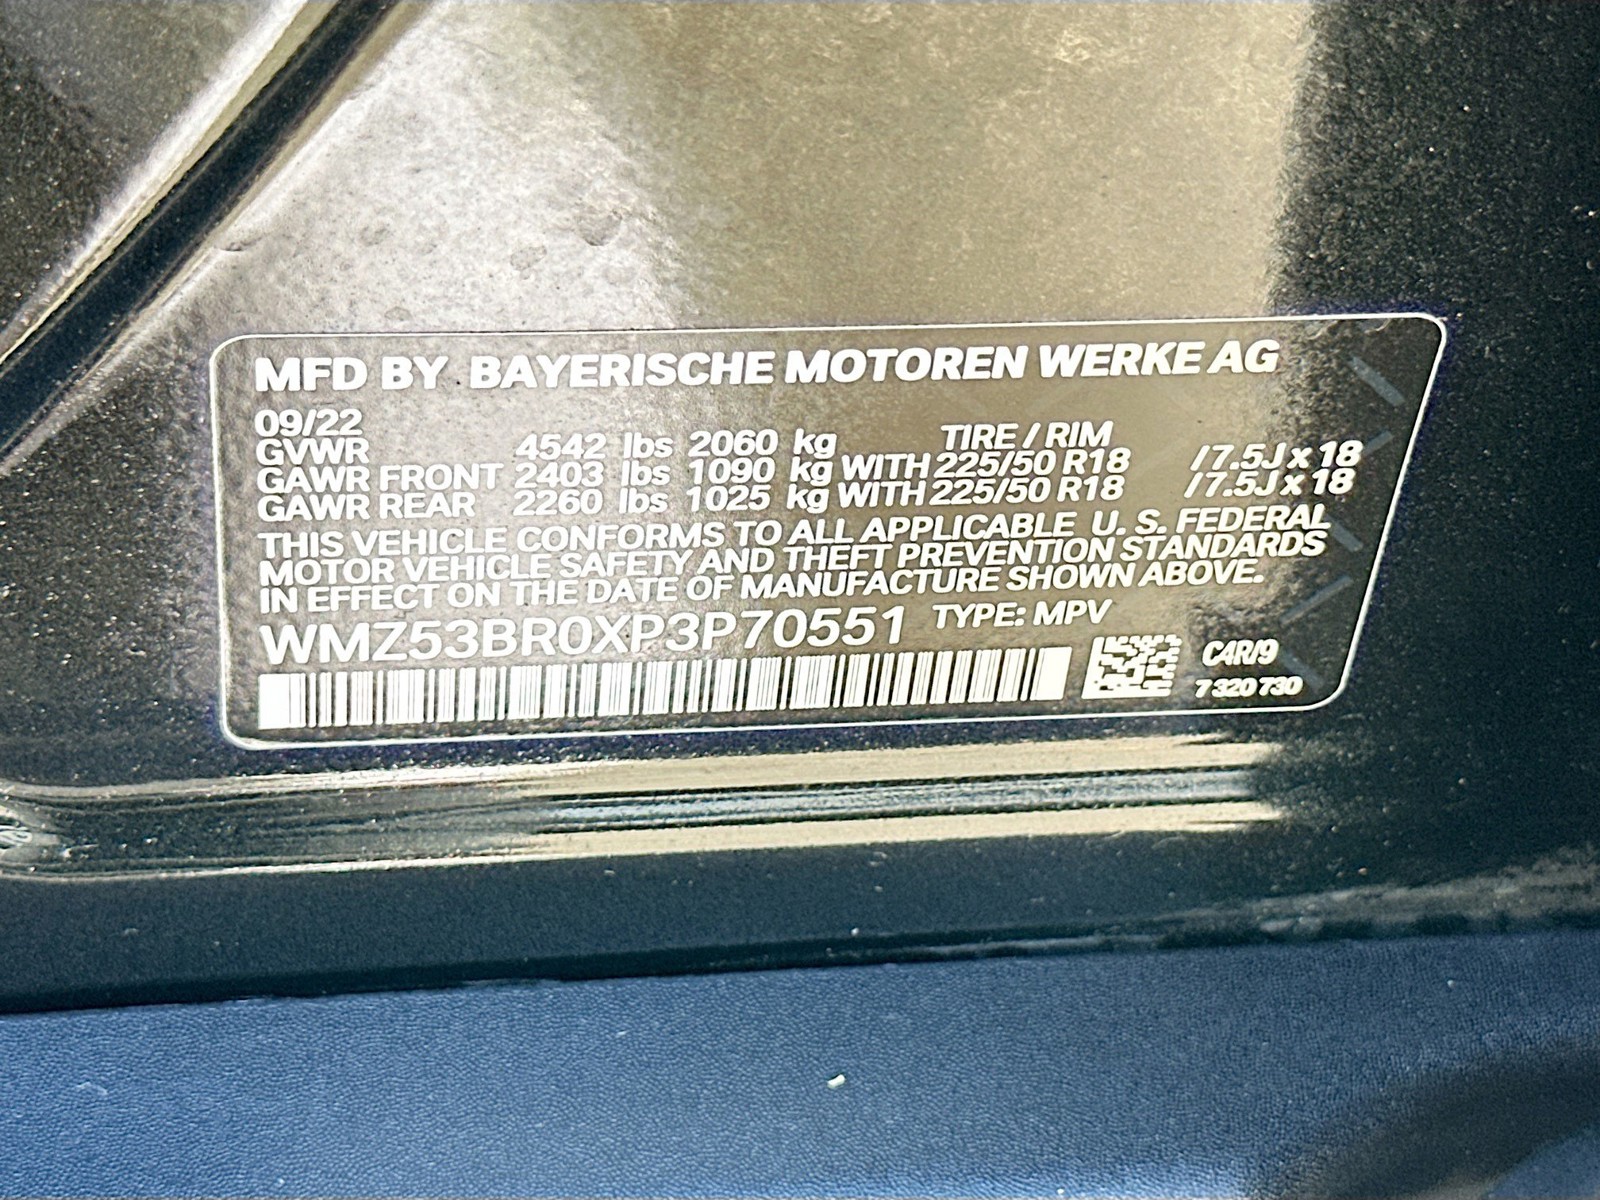 MFD BY BAYERISCHE MOTOREN WERKE AG
09/22
TIRE / RIM
GVWR 4542 lbs 2060 kg
GAWR FRONT 2403 lbs 1090 kg WITH 225/50 R18 /7.5J x 18
GAWR REAR 2260 lbs 1025 kg WITH 225/50 R18 /7.5J x 18
THIS VEHICLE CONFORMS TO ALL APPLICABLE U. S. FEDERAL
MOTOR VEHICLE SAFETY AND THEFT PREVENTION STANDARDS
IN EFFECT ON THE DATE OF MANUFACTURE SHOWN ABOVE.
WMZ53BR0XP3P70551 TYPE: MPV
C4R/9
7 320 730